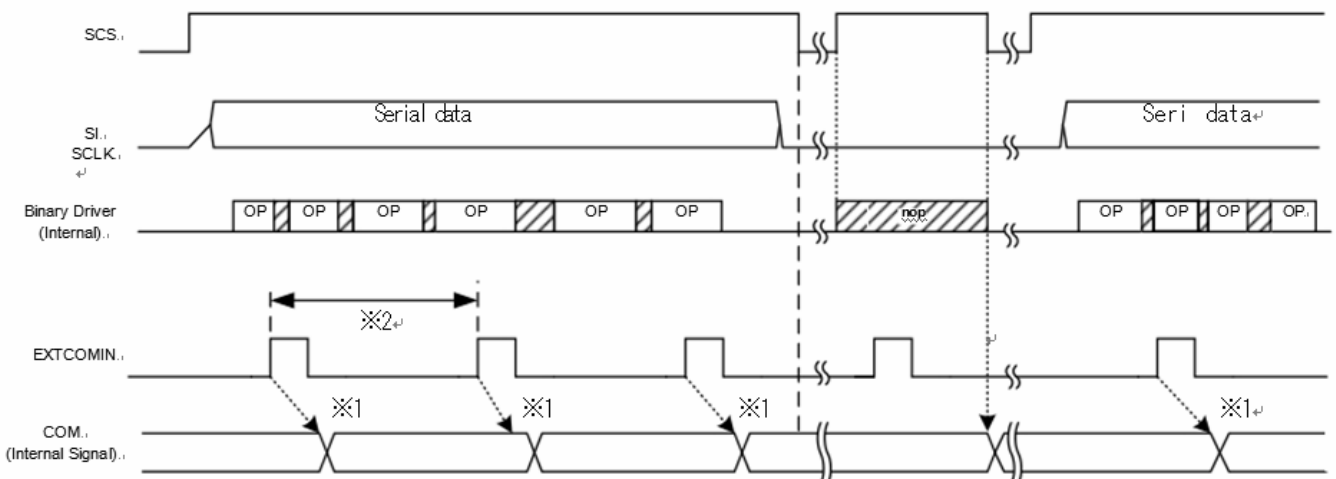 SCS.↓
Serial data
Seri data↵
SI.↓
SCLK.↓
↵
Binary Driver
(Internal).↓
OP OP OP OP OP OP nop OP OP OP OP.↓
※2↵
EXTCOMIN.↓
↵
※1 ※1 ※1 ※1↵
COM.↓
(Internal Signal).↓